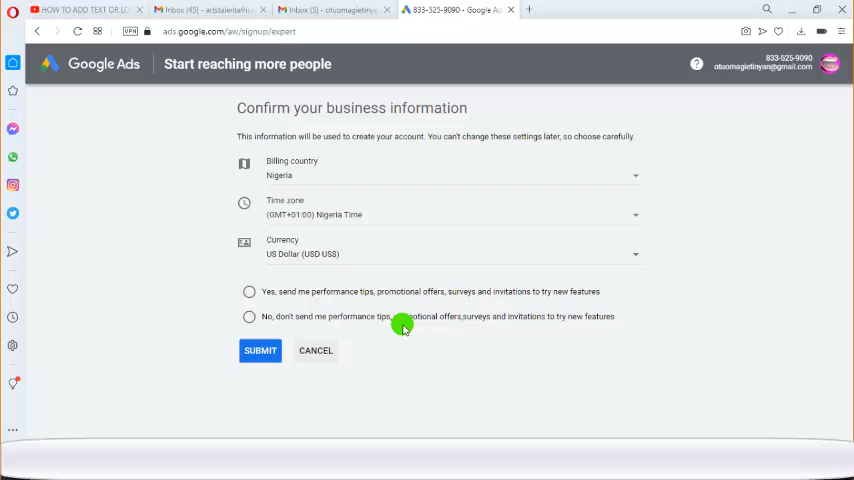 HOW TO ADD TEXT OR LO
Inbox (45) - artstalentafric
Inbox (5) - otuomagietinyan
833-525-9090 - Google Ads
VPN
ads.google.com/aw/signup/expert
Google Ads
Start reaching more people
833-525-9090
otuomagietinyan@gmail.com
Confirm your business information
This information will be used to create your account. You can't change these settings later, so choose carefully.
Billing country
Nigeria
Time zone
(GMT+01:00) Nigeria Time
Currency
US Dollar (USD US$)
Yes, send me performance tips, promotional offers, surveys and invitations to try new features
No, don't send me performance tips, promotional offers,surveys and invitations to try new features
SUBMIT
CANCEL